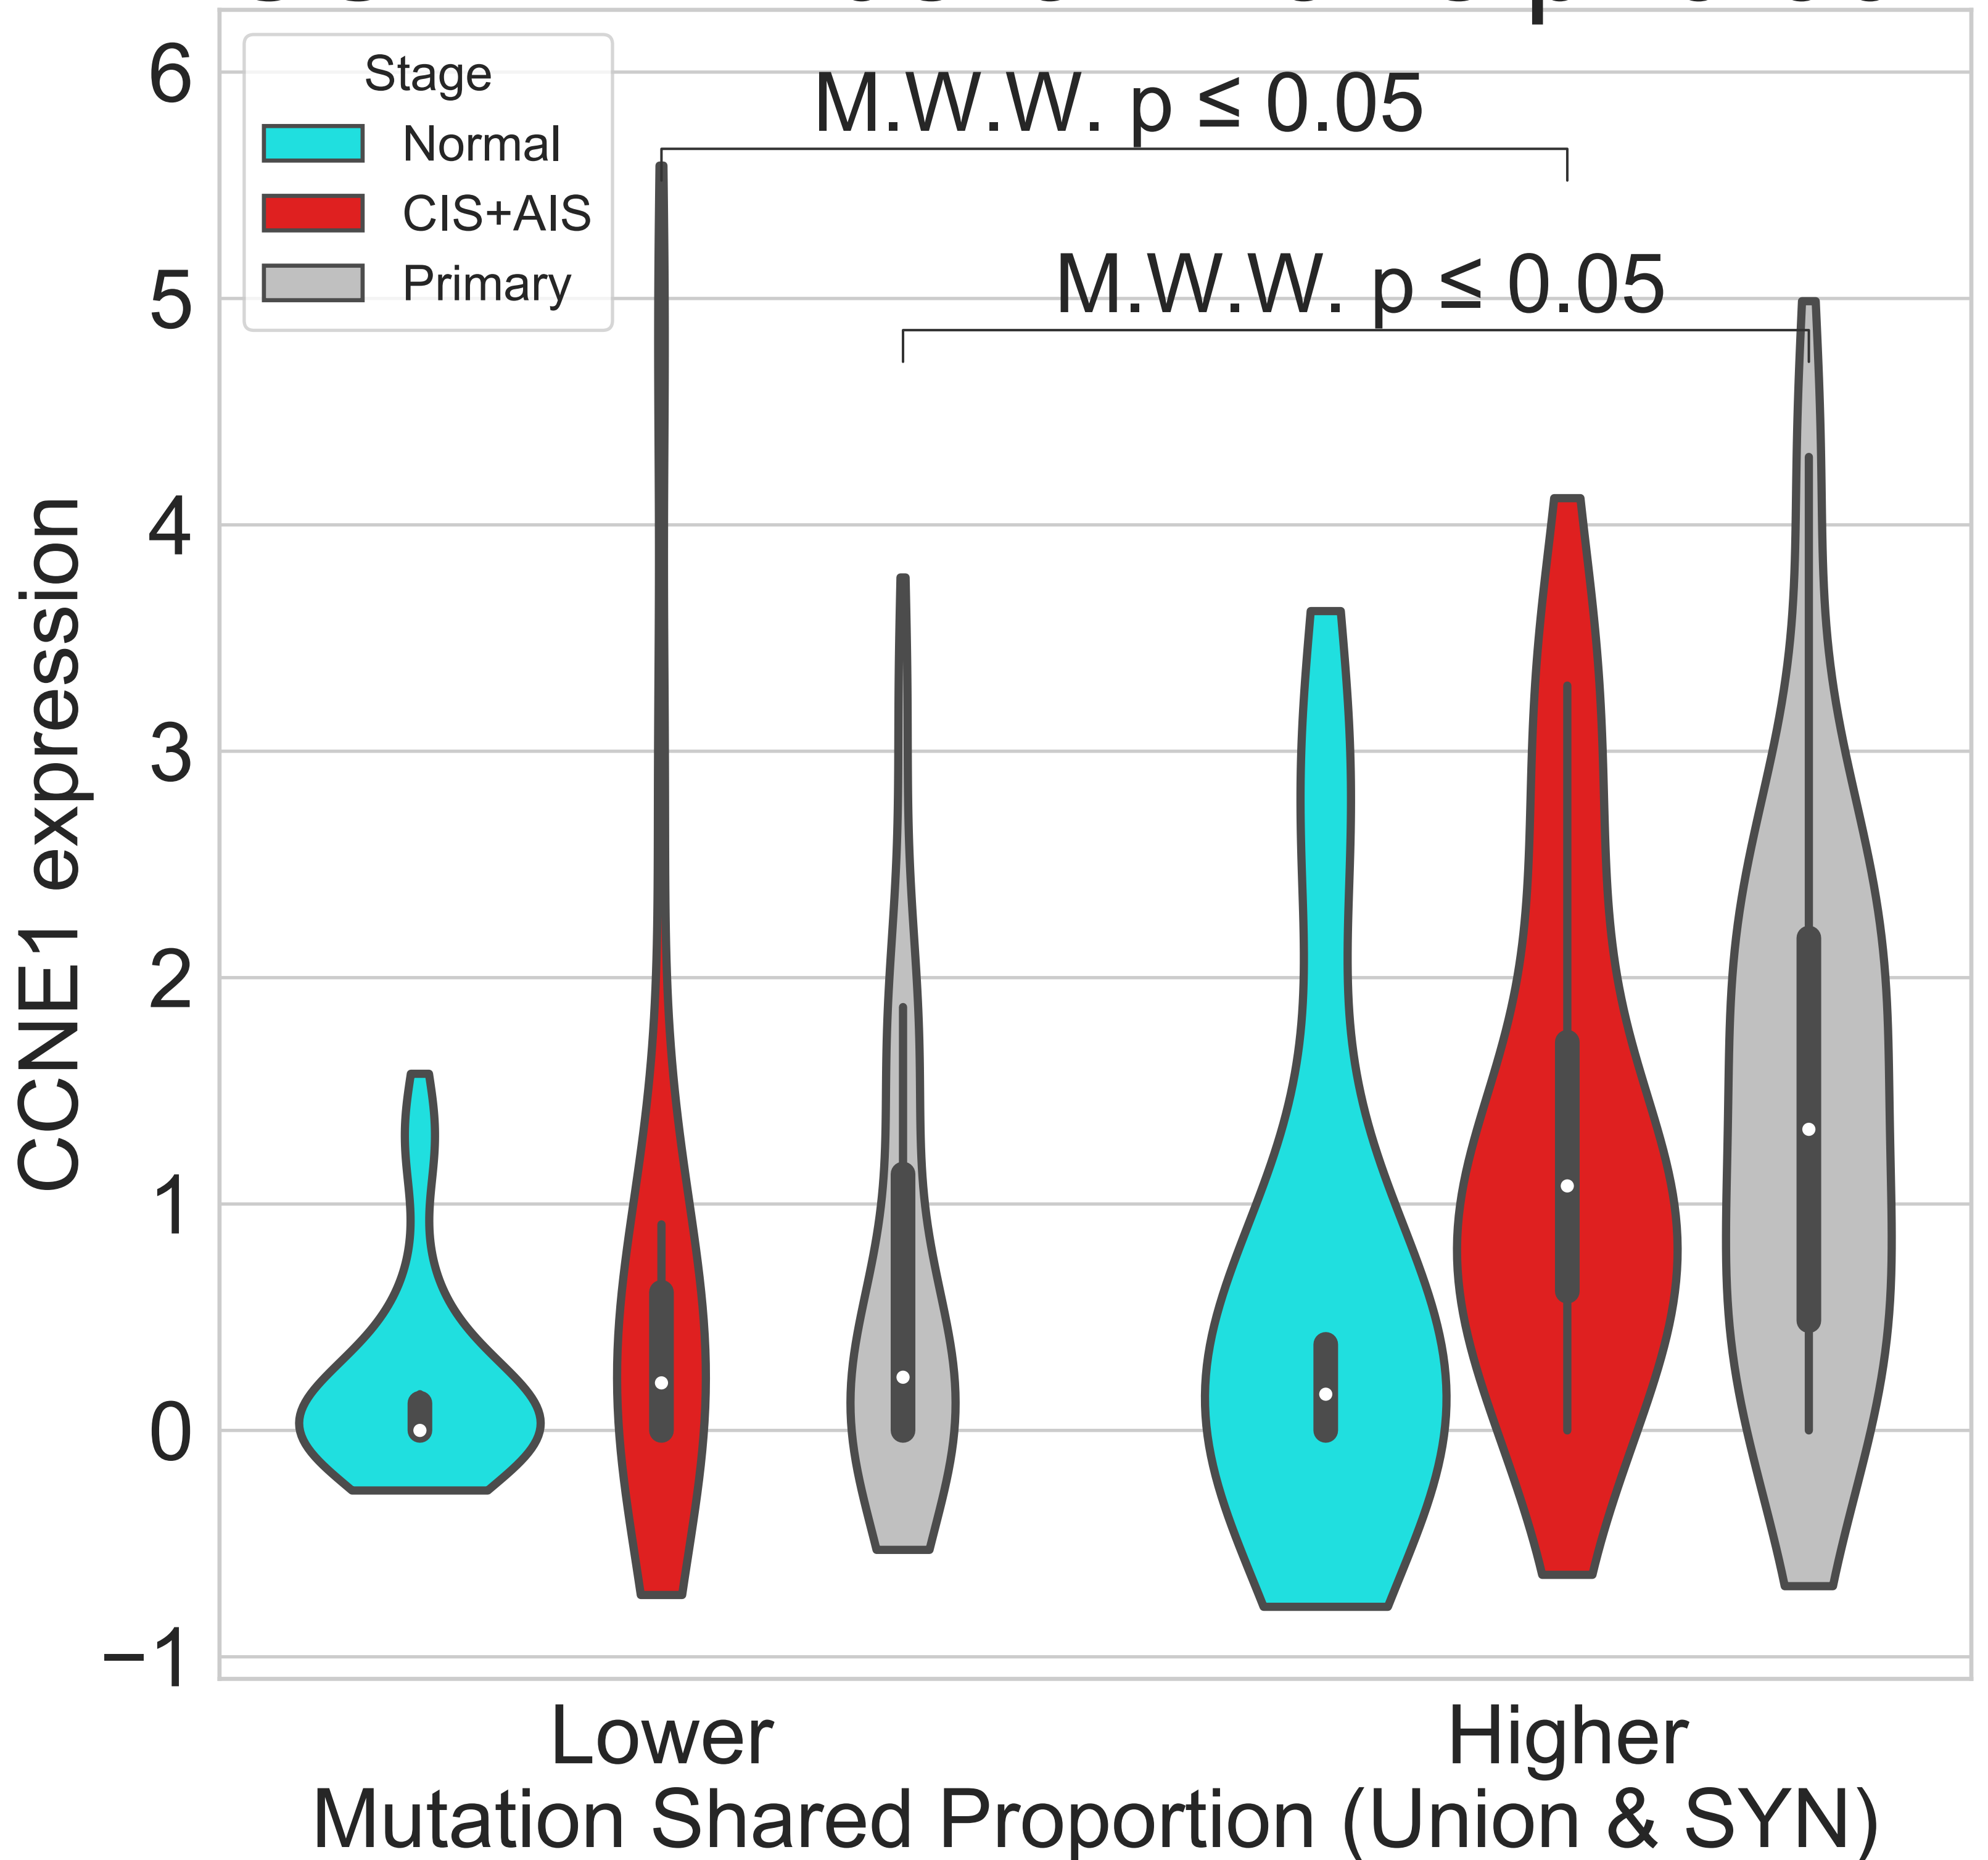 6
5
4
3
2
1
0
−1
CCNE1 expression
Stage
Normal
CIS+AIS
Primary
M.W.W. p ≤ 0.05
M.W.W. p ≤ 0.05
Lower
Higher
Mutation Shared Proportion (Union & SYN)